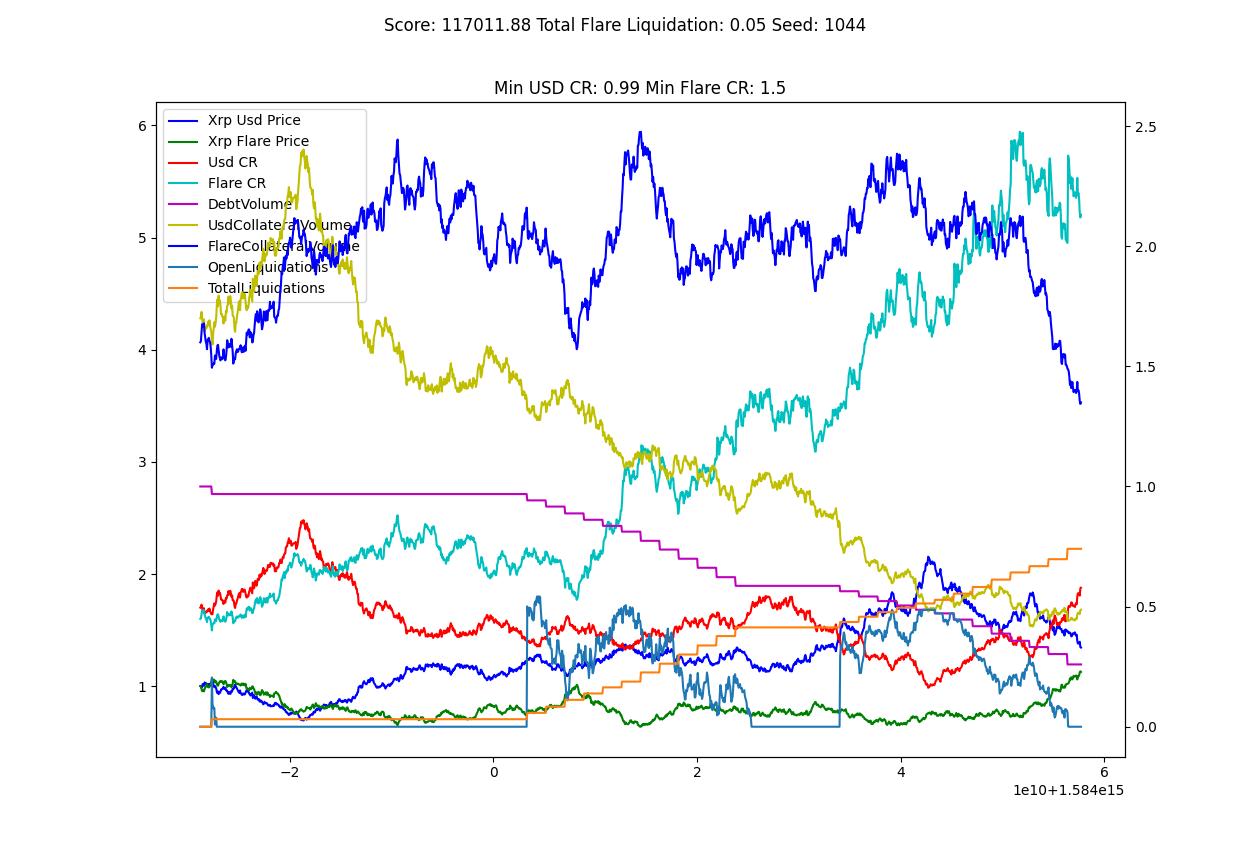 Score: 117011.88 Total Flare Liquidation: 0.05 Seed: 1044
Min USD CR: 0.99 Min Flare CR: 1.5
Xrp Usd Price
Xrp Flare Price
Usd CR
Flare CR
DebtVolume
UsdCollateralVolume
FlareCollateralVolume
OpenLiquidations
TotalLiquidations
6
5
4
3
2
1
2.5
2.0
1.5
1.0
0.5
0.0
−2
0
2
4
6
1e10+1.584e15